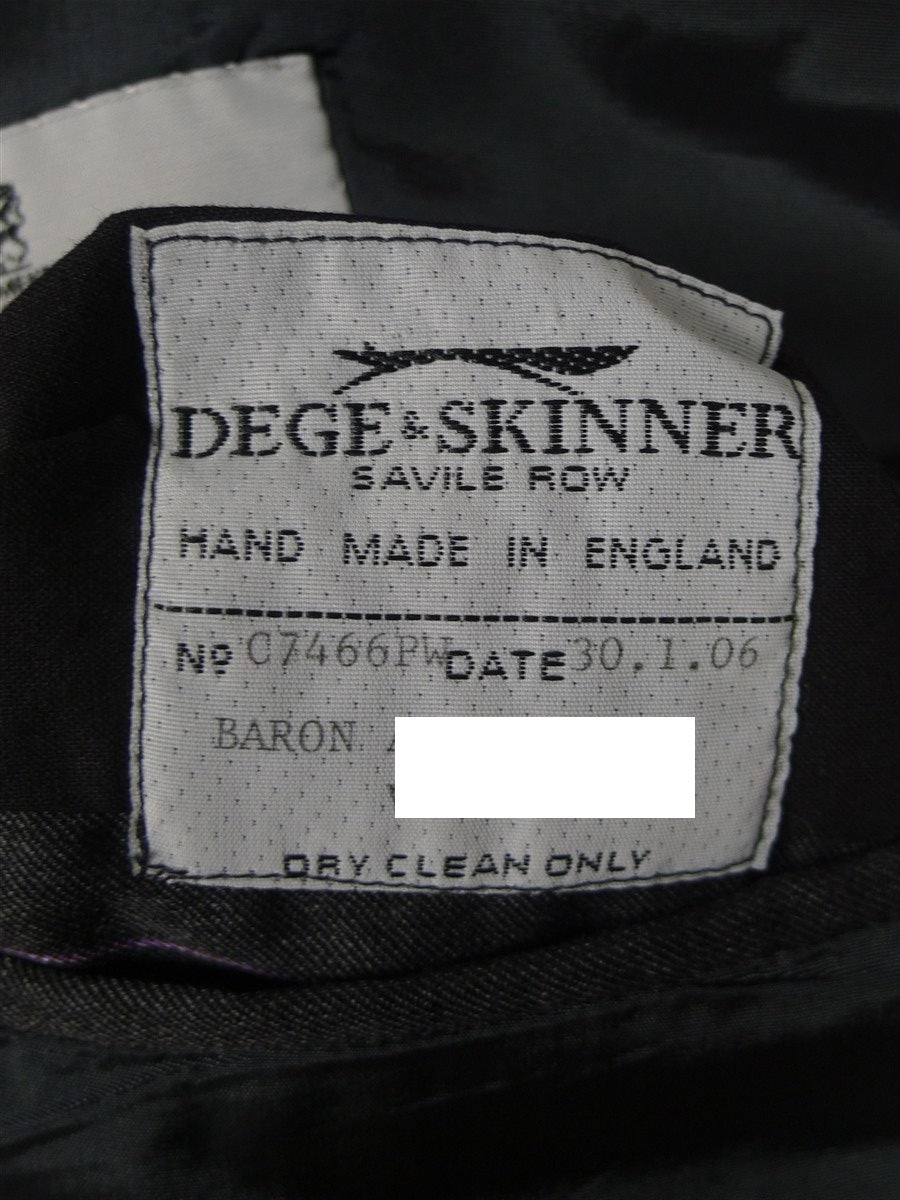 DEGE & SKINNER
SAVILE ROW
HAND MADE IN ENGLAND
Nº C7466PW DATE 30.1.06
BARON
DRY CLEAN ONLY